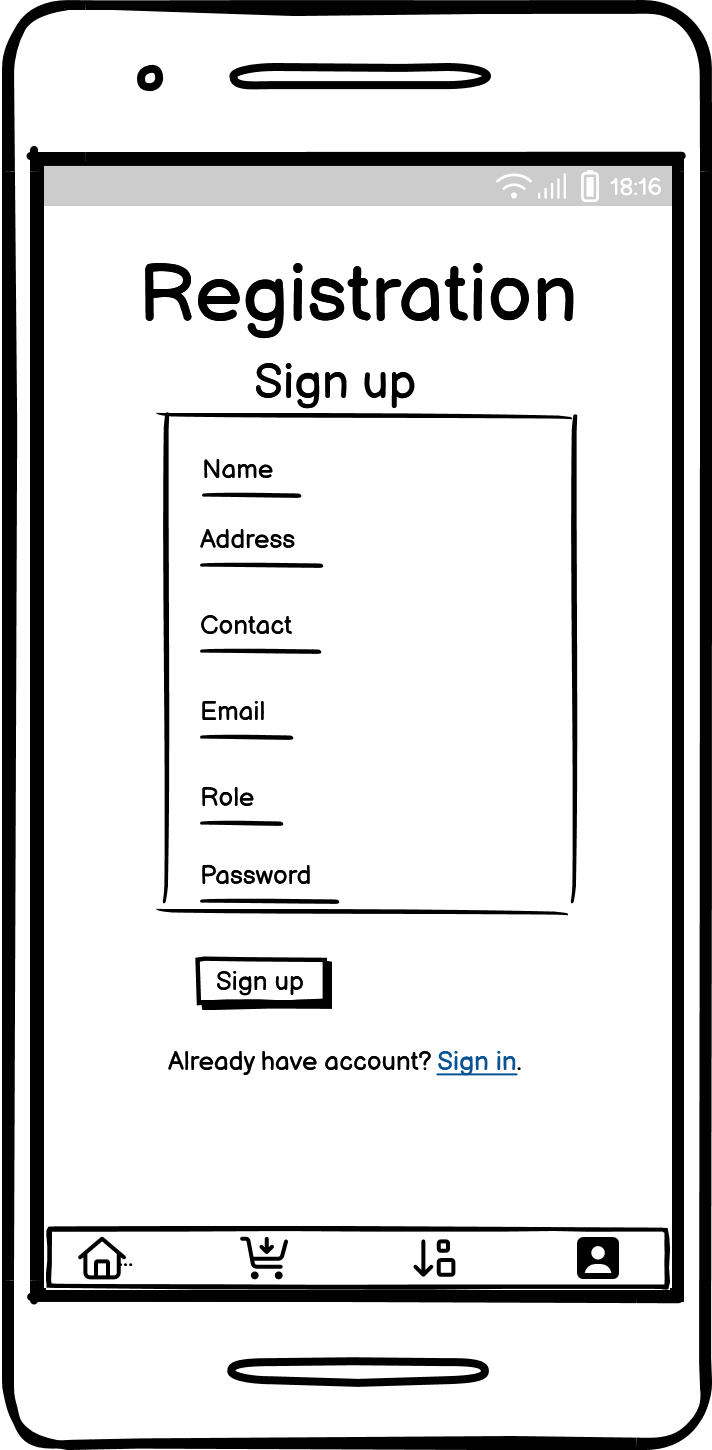 18:16
Registration
Sign up
Name
Address
Contact
Email
Role
Password
Sign up
Already have account? Sign in.